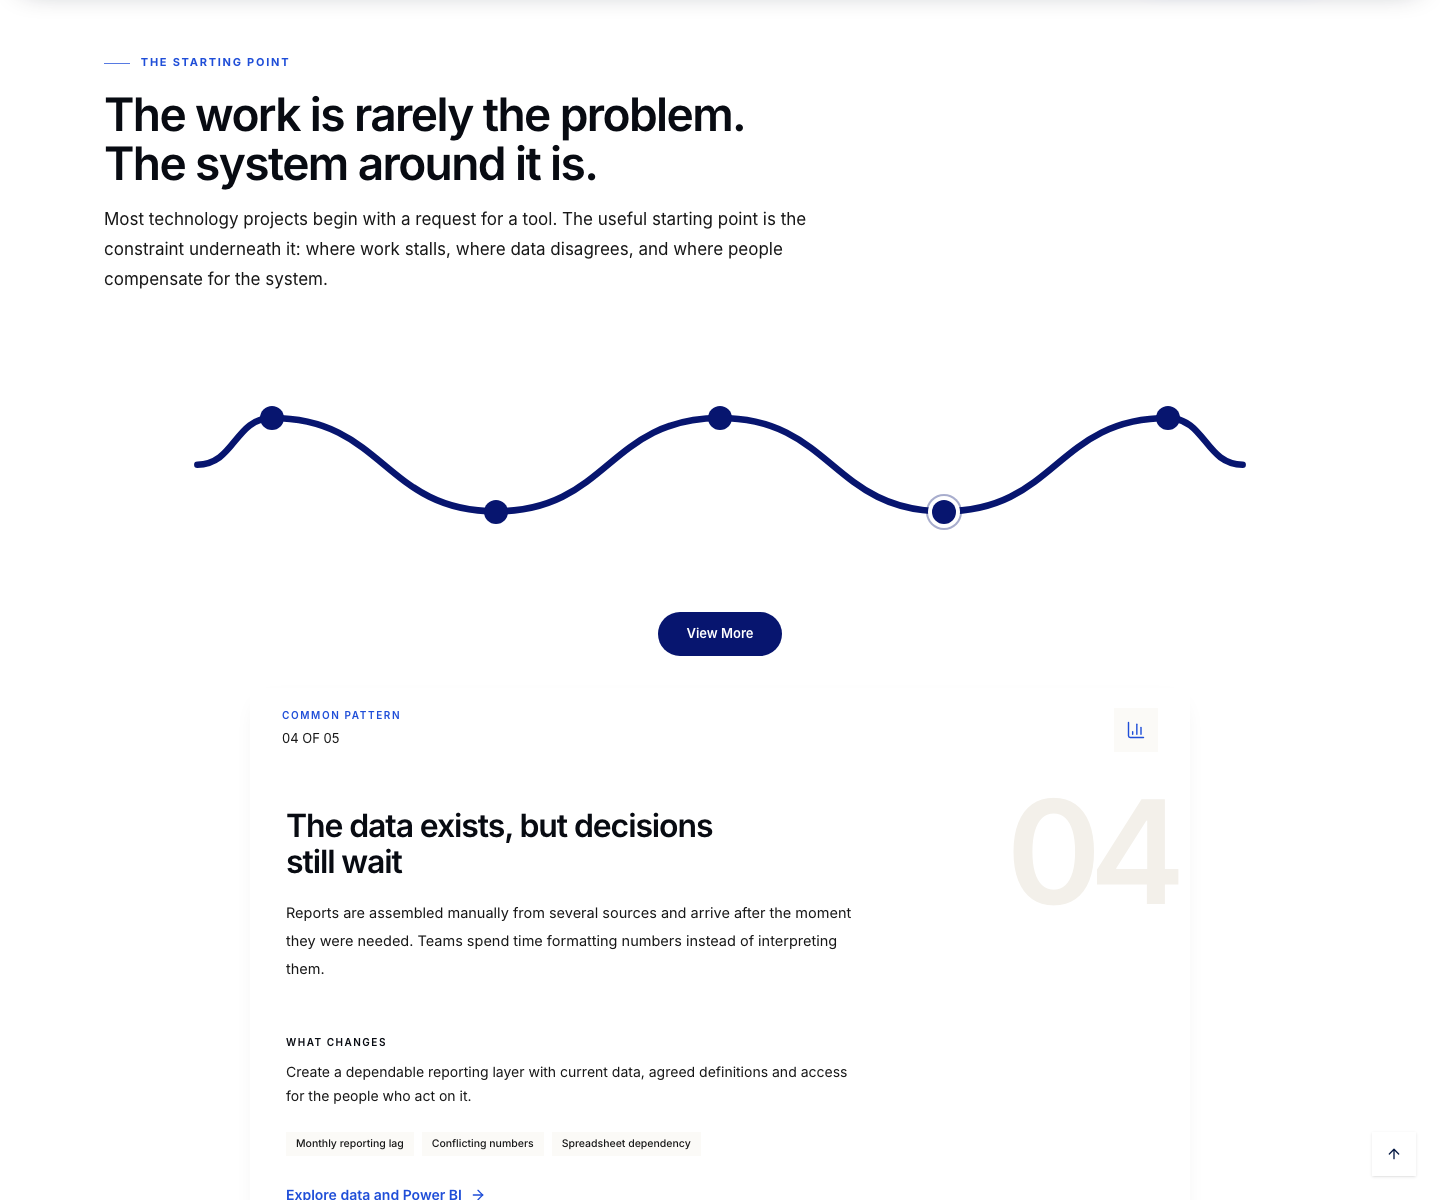 THE STARTING POINT
The work is rarely the problem.
The system around it is.
Most technology projects begin with a request for a tool. The useful starting point is the
constraint underneath it: where work stalls, where data disagrees, and where people
compensate for the system.
View More
COMMON PATTERN
04 OF 05
04
The data exists, but decisions
still wait
Reports are assembled manually from several sources and arrive after the moment
they were needed. Teams spend time formatting numbers instead of interpreting
them.
WHAT CHANGES
Create a dependable reporting layer with current data, agreed definitions and access
for the people who act on it.
Monthly reporting lag
Conflicting numbers
Spreadsheet dependency
Explore data and Power BI